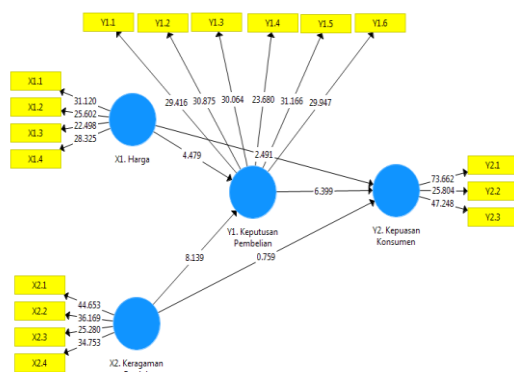 Y1.1
Y1.2
Y1.3
Y1.4
Y1.5
Y1.6
29.416
30.875
30.064
23.680
31.166
29.947
X1.1
X1.2
X1.3
X1.4
31.120
25.602
22.498
28.325
X1. Harga
4.479
2.491
Y1. Keputusan
Pembelian
6.399
Y2. Kepuasan
Konsumen
73.662
25.804
47.248
Y2.1
Y2.2
Y2.3
8.139
0.759
X2.1
X2.2
X2.3
X2.4
44.653
36.169
25.280
34.753
X2. Keragaman